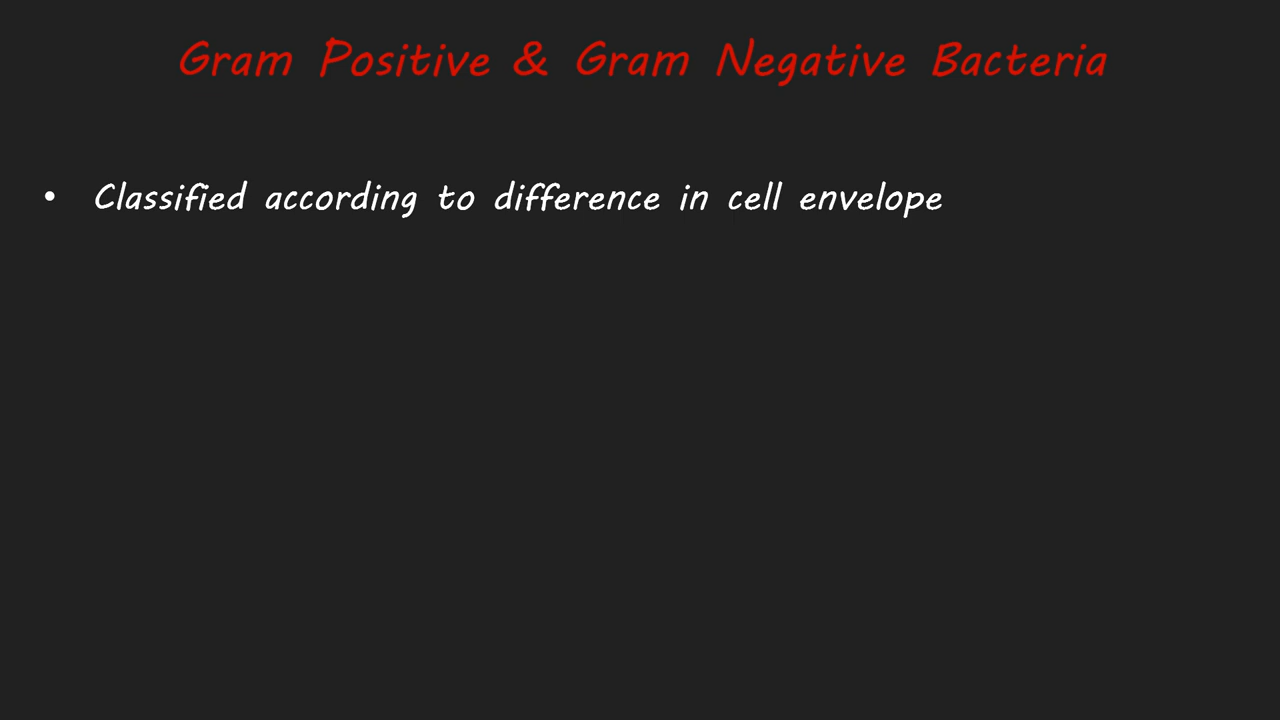 Gram Positive & Gram Negative Bacteria
• Classified according to difference in cell envelope